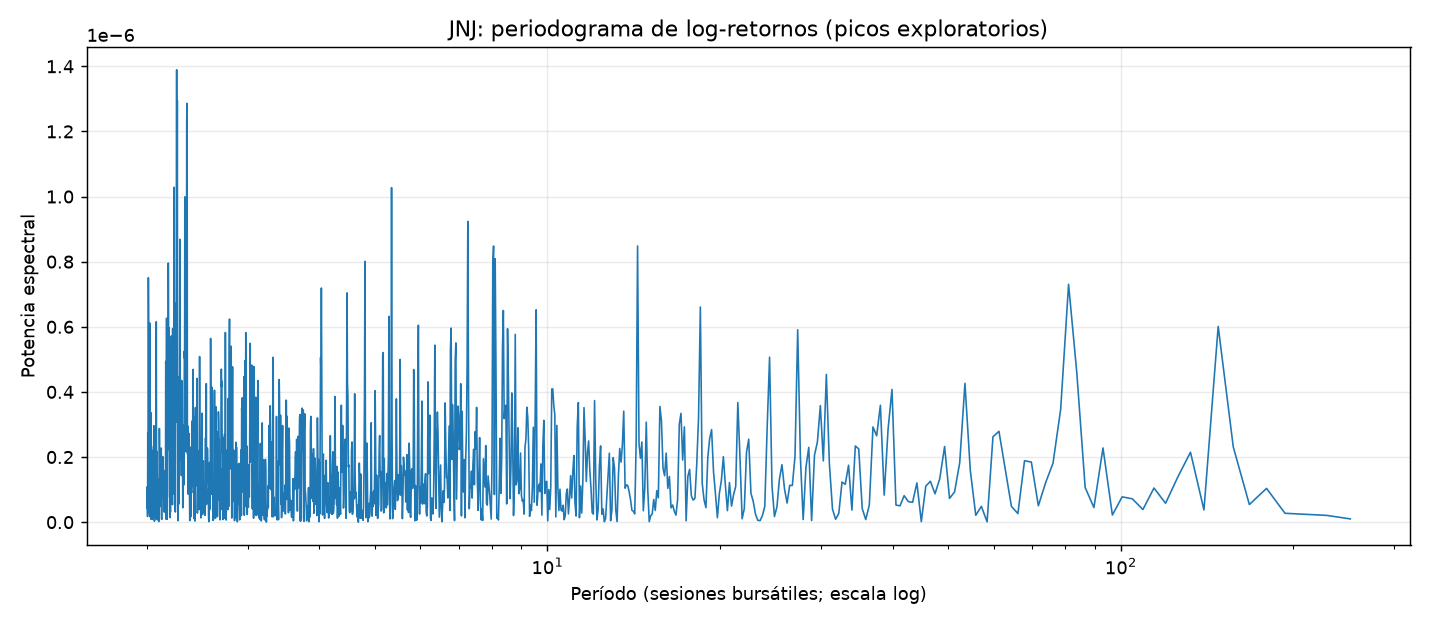 JNJ: periodograma de log-retornos (picos exploratorios)
1e−6
1.4
1.2
1.0
0.8
0.6
0.4
0.2
0.0
10¹ 10²
Período (sesiones bursátiles; escala log)
Potencia espectral